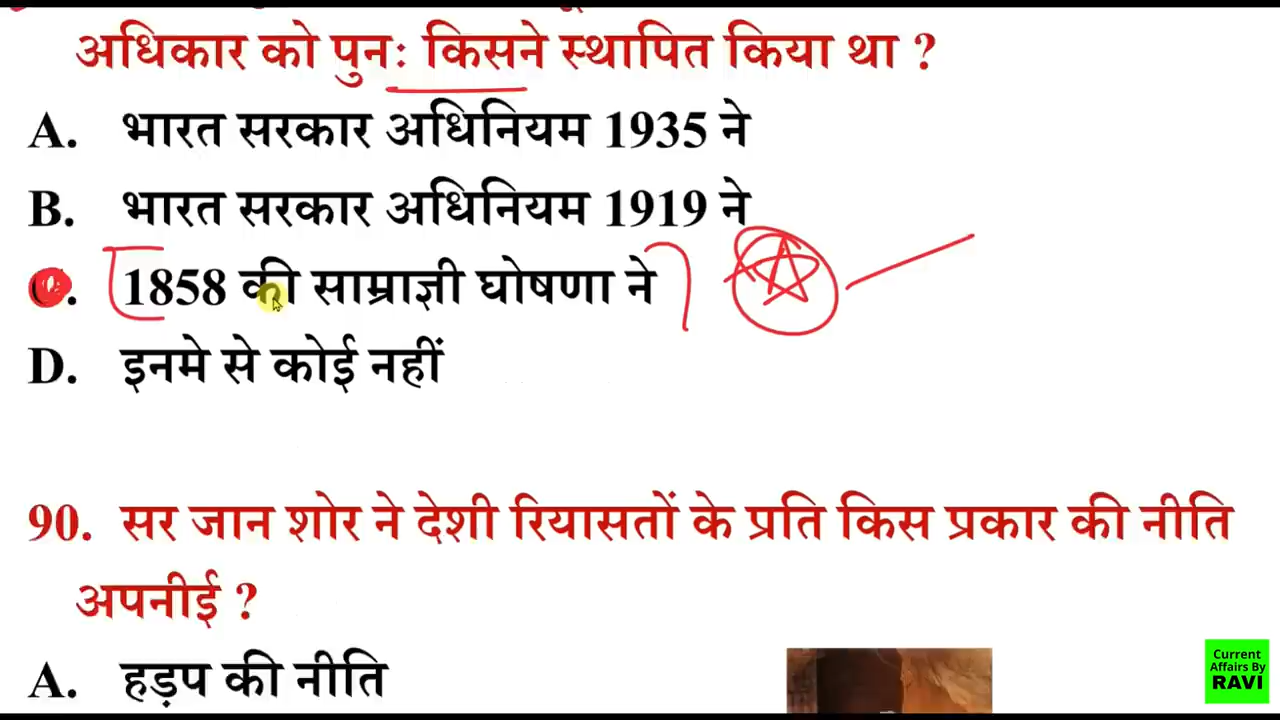 अधिकार को पुनः किसने स्थापित किया था ?
A. भारत सरकार अधिनियम 1935 ने
B. भारत सरकार अधिनियम 1919 ने
. 1858 की साम्राज्ञी घोषणा ने
D. इनमे से कोई नहीं
90. सर जान शोर ने देशी रियासतों के प्रति किस प्रकार की नीति
अपनीई ?
A. हड़प की नीति
Current
Affairs By
RAVI